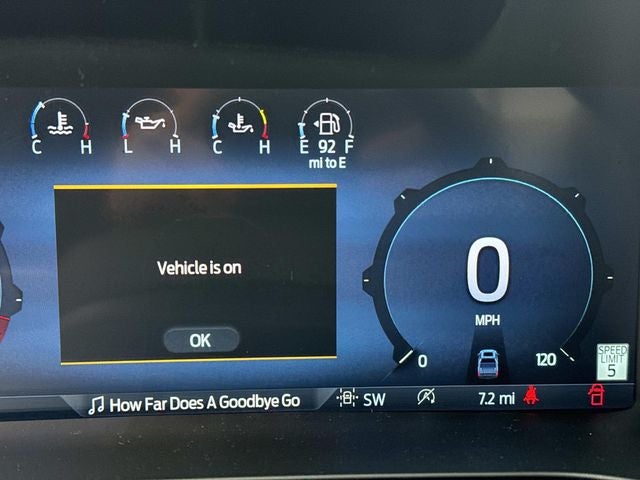 C H
L H
C H
E 92 F
mi to E
Vehicle is on
OK
0
MPH
0 120
SPEED
LIMIT
5
How Far Does A Goodbye Go
SW
7.2 mi